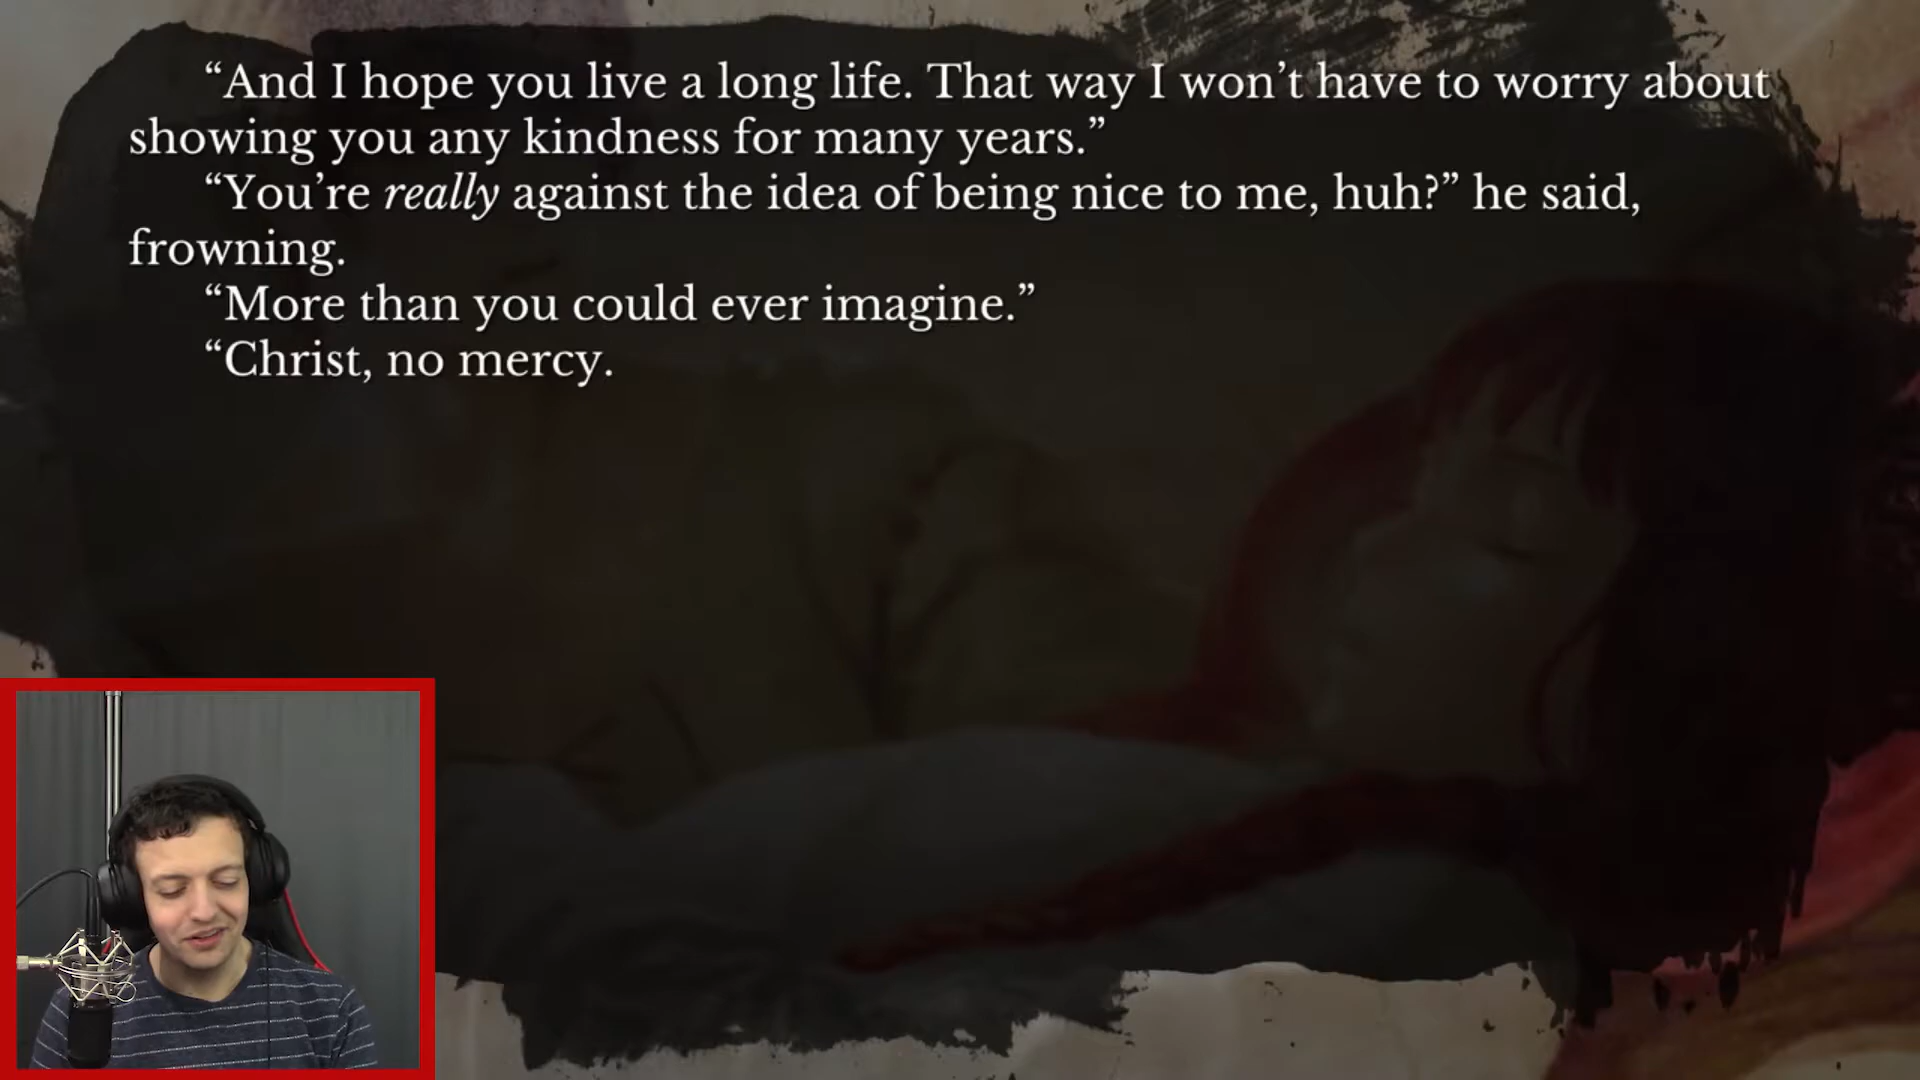 “And I hope you live a long life. That way I won’t have to worry about
showing you any kindness for many years.”
“You’re really against the idea of being nice to me, huh?” he said,
frowning.
“More than you could ever imagine.”
“Christ, no mercy.